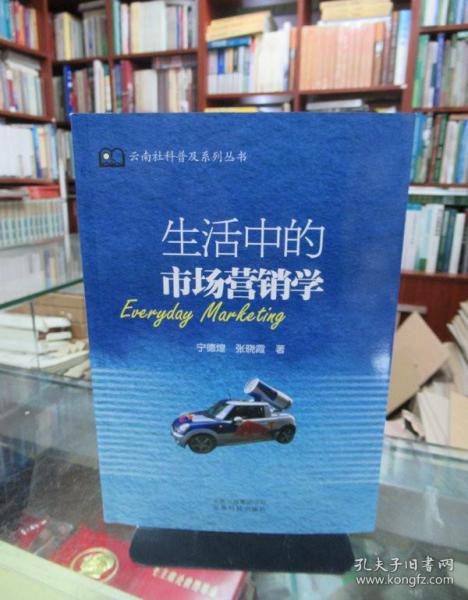 云南社科普及系列丛书
生活中的
市场营销学
Everyday Marketing
宁德煌 张晓霞 著
孔夫子旧书网
www.kongfz.com